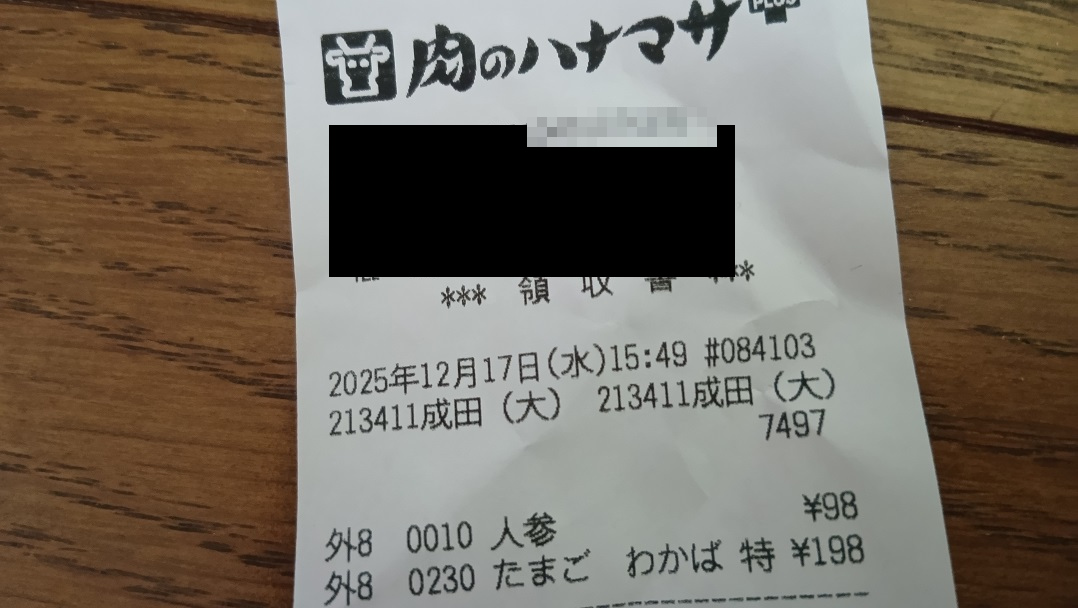 肉のハナマサ PLUS
*** 領 収 書 ***
2025年12月17日(水)15:49 #084103
213411成田（大） 213411成田（大）
7497
外8 0010 人参 ¥98
外8 0230 たまご わかば 特 ¥198